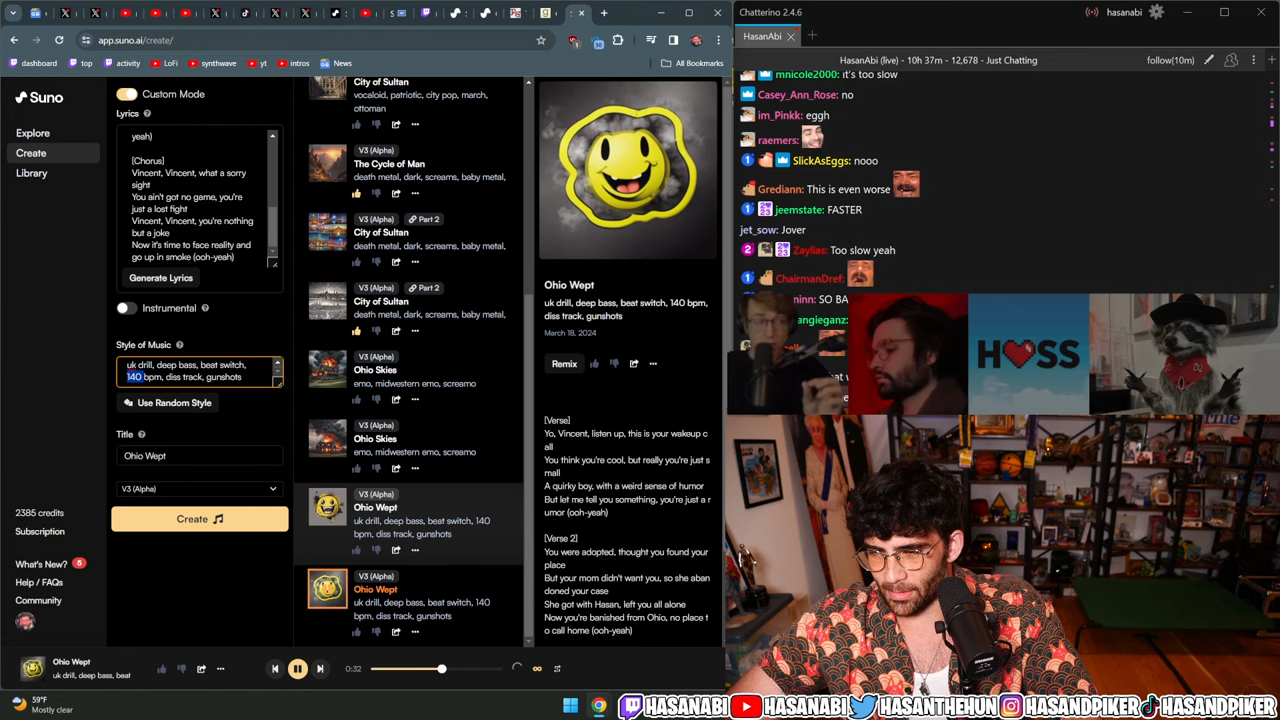 app.suno.ai/create/
dashboard
top
activity
LoFi
synthwave
yt
intros
News
All Bookmarks
Suno
Explore
Create
Library
2385 credits
Subscription
What's New? 5
Help / FAQs
Community
Custom Mode
Lyrics
yeah)
[Chorus]
Vincent, Vincent, what a sorry
sight
You ain't got no game, you're
just a lost fight
Vincent, Vincent, you're nothing
but a joke
Now it's time to face reality and
go up in smoke (ooh-yeah)
Generate Lyrics
Instrumental
Style of Music
uk drill, deep bass, beat switch,
140 bpm, diss track, gunshots
Use Random Style
Title
Ohio Wept
V3 (Alpha)
Create
City of Sultan
vocaloid, patriotic, city pop, march,
ottoman
V3 (Alpha)
The Cycle of Man
death metal, dark, screams, baby metal,
V3 (Alpha) Part 2
City of Sultan
death metal, dark, screams, baby metal,
V3 (Alpha) Part 2
City of Sultan
death metal, dark, screams, baby metal,
V3 (Alpha)
Ohio Skies
emo, midwestern emo, screamo
V3 (Alpha)
Ohio Skies
emo, midwestern emo, screamo
V3 (Alpha)
Ohio Wept
uk drill, deep bass, beat switch, 140
bpm, diss track, gunshots
V3 (Alpha)
Ohio Wept
uk drill, deep bass, beat switch, 140
bpm, diss track, gunshots
Ohio Wept
uk drill, deep bass, beat switch, 140 bpm,
diss track, gunshots
March 18, 2024
Remix
[Verse]
Yo, Vincent, listen up, this is your wakeup c
all
You think you're cool, but really you're just s
mall
A quirky boy, with a weird sense of humor
But let me tell you something, you're just a r
umor (ooh-yeah)
[Verse 2]
You were adopted, thought you found your
place
But your mom didn't want you, so she aban
doned your case
She got with Hasan, left you all alone
Now you're banished from Ohio, no place t
o call home (ooh-yeah)
Ohio Wept
uk drill, deep bass, beat
0:32
59°F
Mostly clear
Chatterino 2.4.6
hasanabi
HasanAbi
HasanAbi (live) - 10h 37m - 12,678 - Just Chatting
follow(10m)
mnicole2000: it's too slow
Casey_Ann_Rose: no
im_Pinkk: eggh
raemers:
SlickAsEggs: nooo
Grediann: This is even worse
jeemstate: FASTER
jet_sow: Jover
Zaylias: Too slow yeah
ChairmanDref:
ninn: SO BA
angieganz:
H SS
HASANABI
HASANABI
HASANTHEHUN
HASANDPIKER
HASANDPIKER